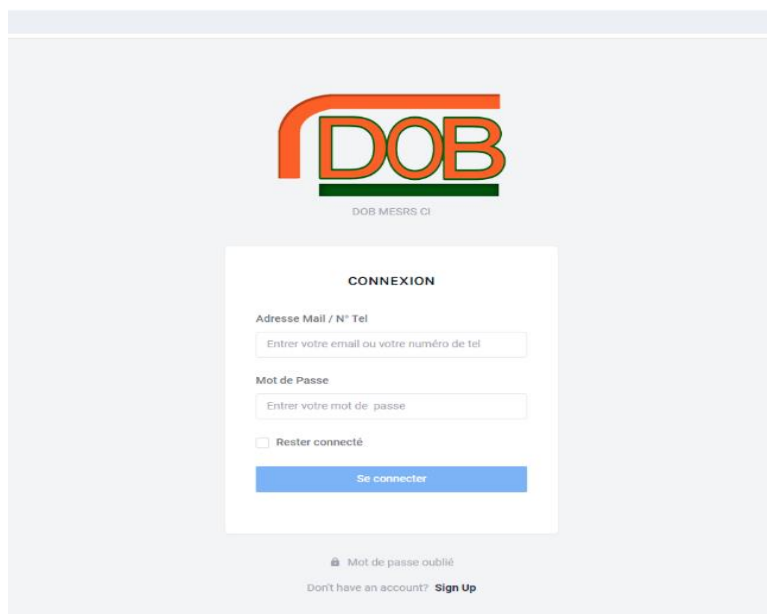 DOB
DOB MESRS CI
CONNEXION
Adresse Mail / N° Tel
Entrer votre email ou votre numéro de tel
Mot de Passe
Entrer votre mot de passe
Rester connecté
Se connecter
Mot de passe oublié
Don't have an account? Sign Up